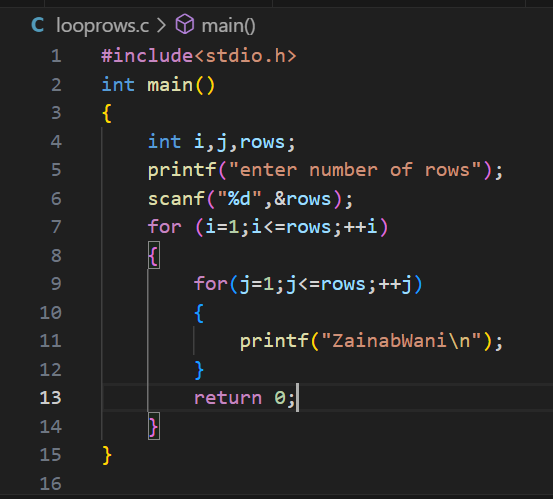 C looprows.c > main()
1 #include<stdio.h>
2 int main()
3 {
4     int i,j,rows;
5     printf("enter number of rows");
6     scanf("%d",&rows);
7     for (i=1;i<=rows;++i)
8     {
9         for(j=1;j<=rows;++j)
10         {
11             printf("ZainabWani\n");
12         }
13         return 0;
14     }
15 }
16